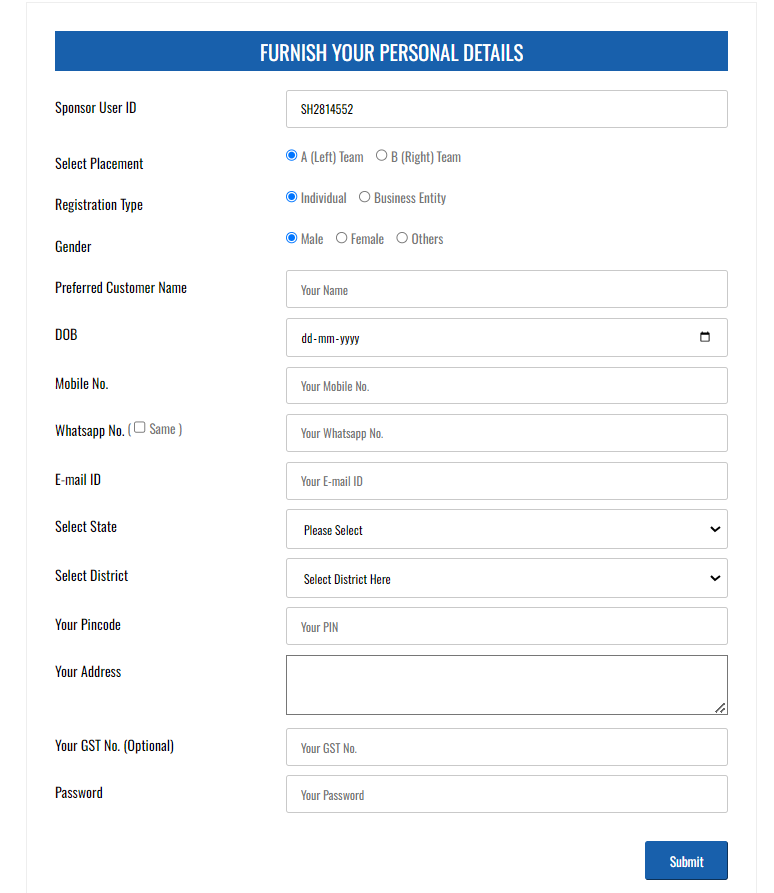 FURNISH YOUR PERSONAL DETAILS
Sponsor User ID SH2814552
Select Placement A (Left) Team B (Right) Team
Registration Type Individual Business Entity
Gender Male Female Others
Preferred Customer Name Your Name
DOB dd-mm-yyyy
Mobile No. Your Mobile No.
Whatsapp No. ( Same ) Your Whatsapp No.
E-mail ID Your E-mail ID
Select State Please Select
Select District Select District Here
Your Pincode Your PIN
Your Address
Your GST No. (Optional) Your GST No.
Password Your Password
Submit